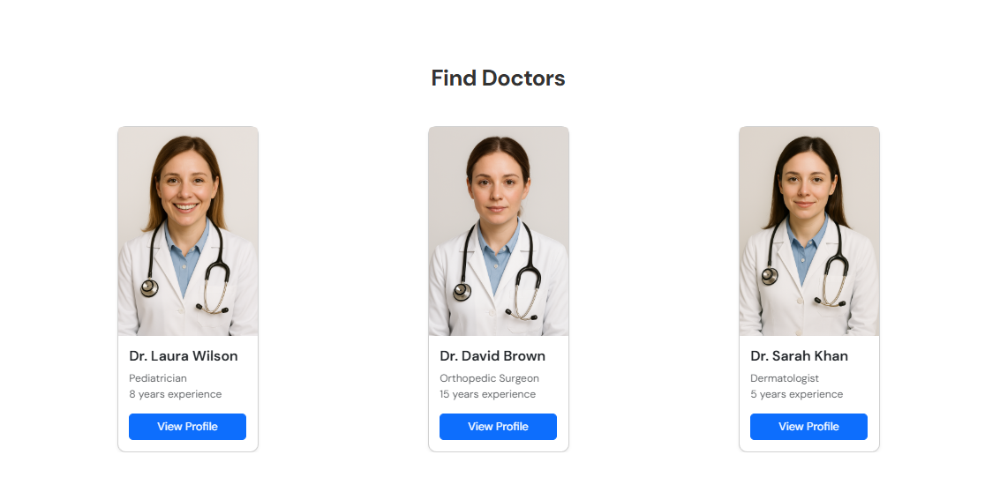 Find Doctors
Dr. Laura Wilson
Pediatrician
8 years experience
View Profile
Dr. David Brown
Orthopedic Surgeon
15 years experience
View Profile
Dr. Sarah Khan
Dermatologist
5 years experience
View Profile